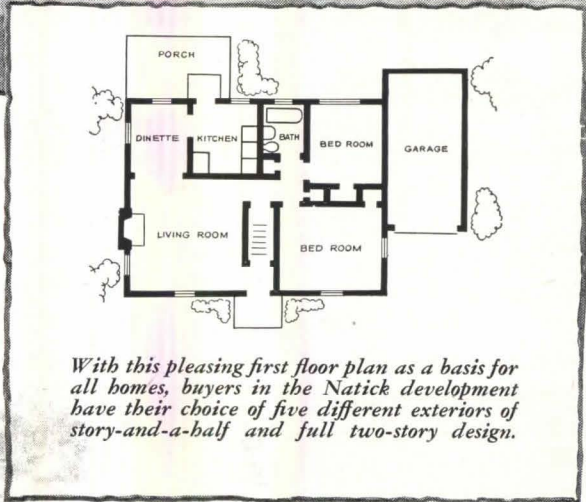 PORCH
DINETTE
KITCHEN
BATH
BED ROOM
GARAGE
LIVING ROOM
BED ROOM
With this pleasing first floor plan as a basis for
all homes, buyers in the Natick development
have their choice of five different exteriors of
story-and-a-half and full two-story design.